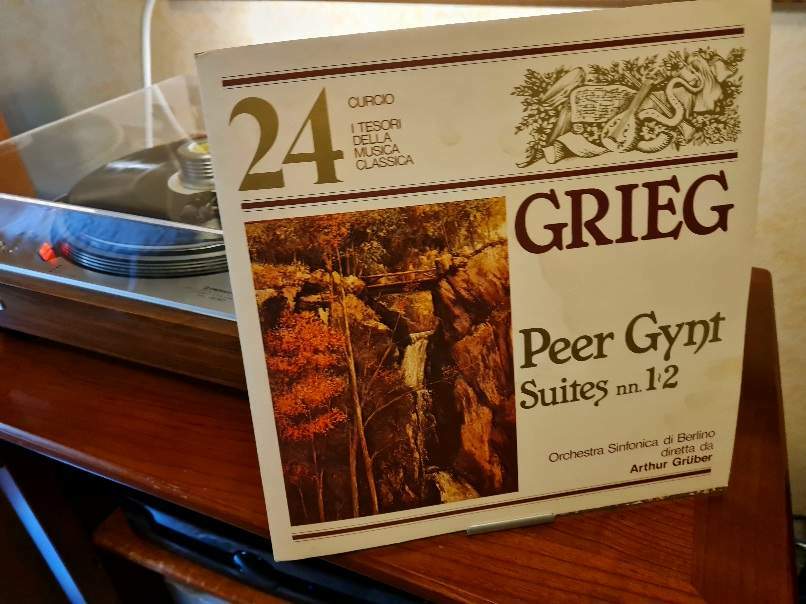 24
CURCIO
I TESORI
DELLA
MUSICA
CLASSICA
GRIEG
Peer Gynt
Suites nn. 1-2
Orchestra Sinfonica di Berlino
diretta da
Arthur Grüber